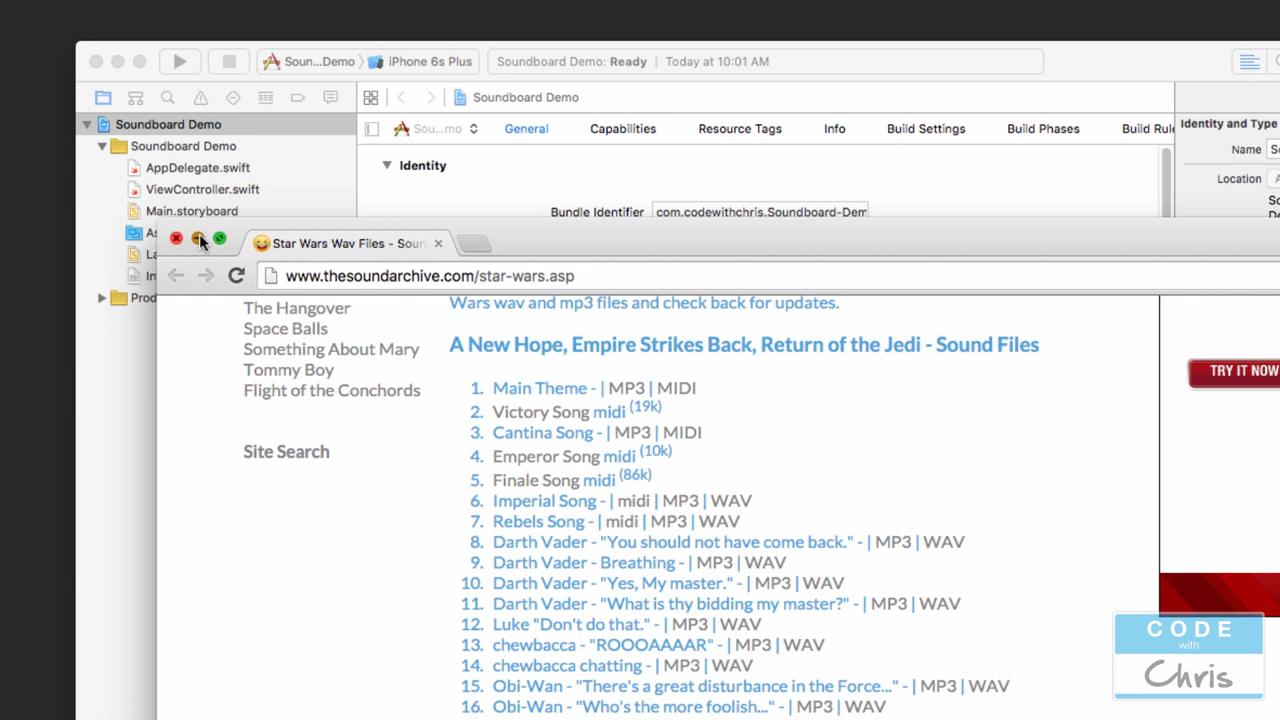 Soun...Demo 〉 iPhone 6s Plus
Soundboard Demo: Ready | Today at 10:01 AM
Soundboard Demo
Soundboard Demo
Sou...mo General Capabilities Resource Tags Info Build Settings Build Phases Build Rule
Identity and Type
Soundboard Demo
Name So
AppDelegate.swift
Identity
Location
ViewController.swift
Main.storyboard
Bundle Identifier com.codewithchris.Soundboard-Dem
As
La
In
Prod
Star Wars Wav Files - Soun
www.thesoundarchive.com/star-wars.asp
The Hangover
Space Balls
Something About Mary
Tommy Boy
Flight of the Conchords
Site Search
Wars wav and mp3 files and check back for updates.
A New Hope, Empire Strikes Back, Return of the Jedi - Sound Files
1. Main Theme - | MP3 | MIDI
2. Victory Song midi (19k)
3. Cantina Song - | MP3 | MIDI
4. Emperor Song midi (10k)
5. Finale Song midi (86k)
6. Imperial Song - | midi | MP3 | WAV
7. Rebels Song - | midi | MP3 | WAV
8. Darth Vader - "You should not have come back." - | MP3 | WAV
9. Darth Vader - Breathing - | MP3 | WAV
10. Darth Vader - "Yes, My master." - | MP3 | WAV
11. Darth Vader - "What is thy bidding my master?" - | MP3 | WAV
12. Luke "Don't do that." - | MP3 | WAV
13. chewbacca - "ROOOAAAAR" - | MP3 | WAV
14. chewbacca chatting - | MP3 | WAV
15. Obi-Wan - "There's a great disturbance in the Force..." - | MP3 | WAV
16. Obi-Wan - "Who's the more foolish..." - | MP3 | WAV
TRY IT NOW
CODE
with
Chris